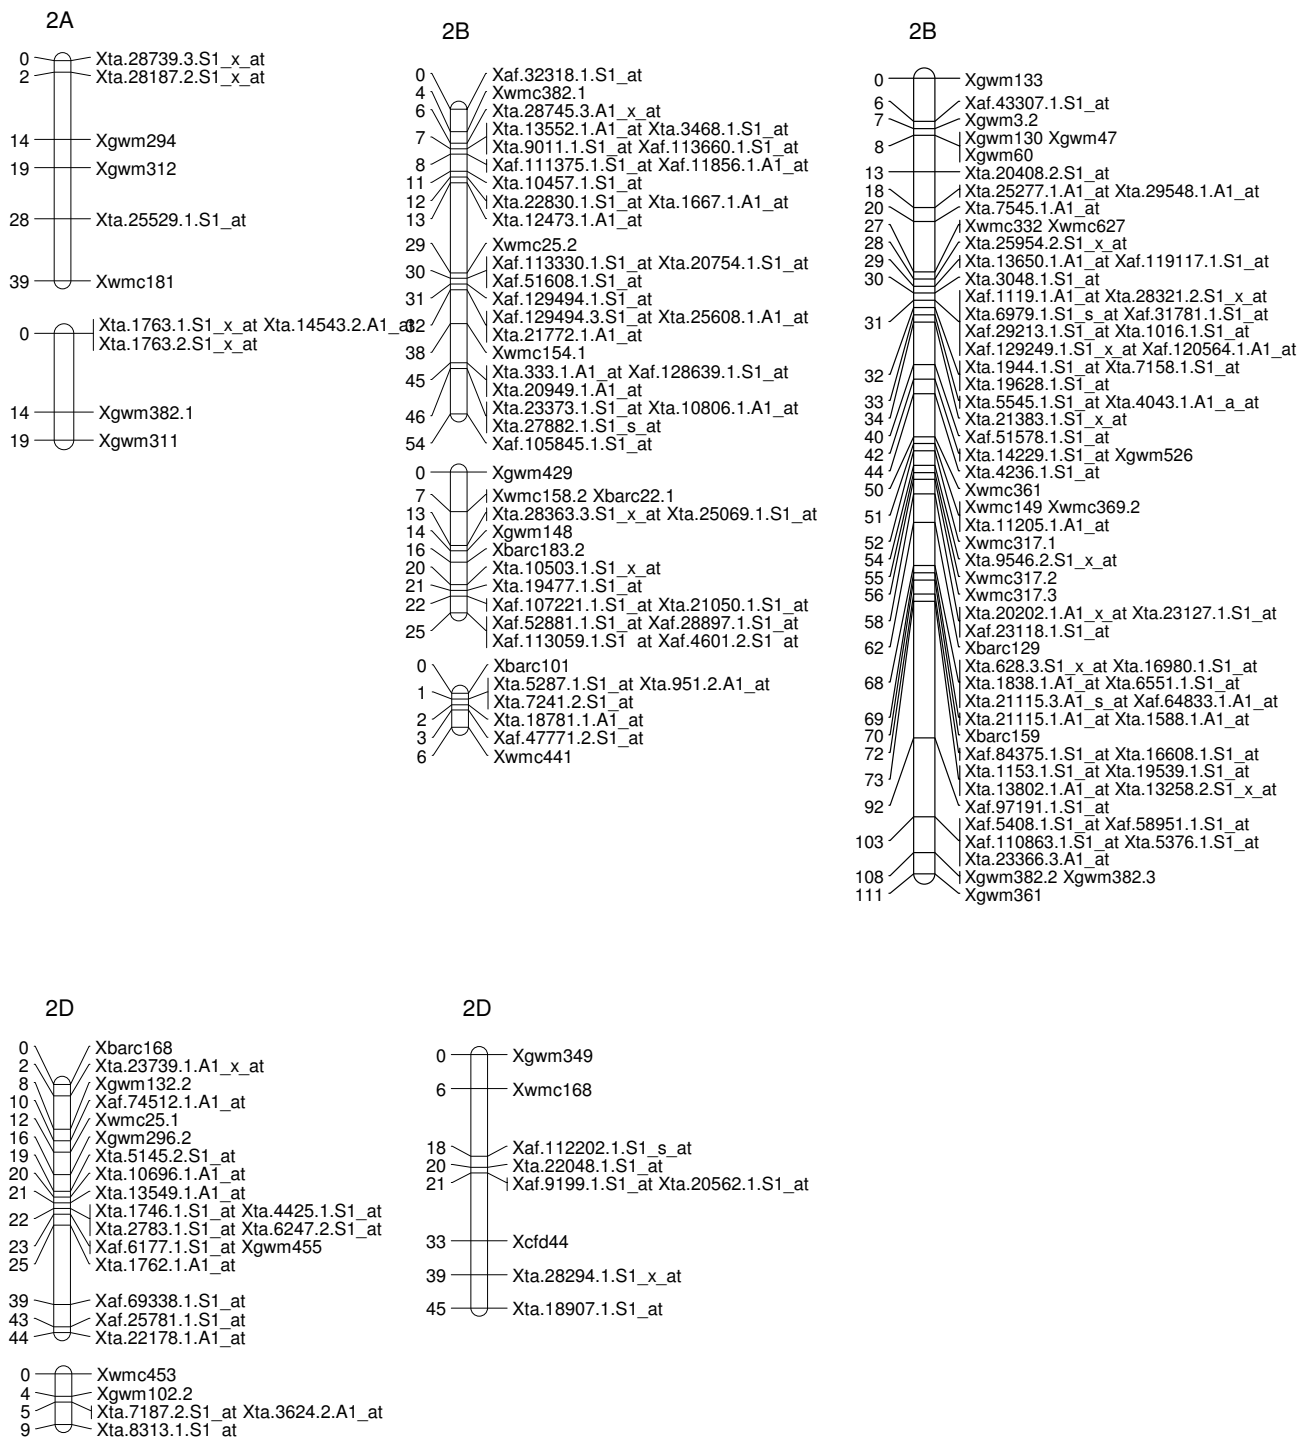 2A
0 Xta.28739.3.S1_x_at
2 Xta.28187.2.S1_x_at
14 Xgwm294
19 Xgwm312
28 Xta.25529.1.S1_at
39 Xwmc181
0 Xta.1763.1.S1_x_at Xta.14543.2.A1_at
Xta.1763.2.S1_x_at
14 Xgwm382.1
19 Xgwm311
2B
0 Xaf.32318.1.S1_at
4 Xwmc382.1
6 Xta.28745.3.A1_x_at
7 Xta.13552.1.A1_at Xta.3468.1.S1_at
Xta.9011.1.S1_at Xaf.113660.1.S1_at
8 Xaf.111375.1.S1_at Xaf.11856.1.A1_at
11 Xta.10457.1.S1_at
12 Xta.22830.1.S1_at Xta.1667.1.A1_at
13 Xta.12473.1.A1_at
29 Xwmc25.2
30 Xaf.113330.1.S1_at Xta.20754.1.S1_at
Xaf.51608.1.S1_at
31 Xaf.129494.1.S1_at
32 Xaf.129494.3.S1_at Xta.25608.1.A1_at
Xta.21772.1.A1_at
38 Xwmc154.1
45 Xta.333.1.A1_at Xaf.128639.1.S1_at
Xta.20949.1.A1_at
46 Xta.23373.1.S1_at Xta.10806.1.A1_at
Xta.27882.1.S1_s_at
54 Xaf.105845.1.S1_at
0 Xgwm429
7 Xwmc158.2 Xbarc22.1
13 Xta.28363.3.S1_x_at Xta.25069.1.S1_at
14 Xgwm148
16 Xbarc183.2
20 Xta.10503.1.S1_x_at
21 Xta.19477.1.S1_at
22 Xaf.107221.1.S1_at Xta.21050.1.S1_at
25 Xaf.52881.1.S1_at Xaf.28897.1.S1_at
Xaf.113059.1.S1_at Xaf.4601.2.S1_at
0 Xbarc101
1 Xta.5287.1.S1_at Xta.951.2.A1_at
Xta.7241.2.S1_at
2 Xta.18781.1.A1_at
3 Xaf.47771.2.S1_at
6 Xwmc441
2B
0 Xgwm133
6 Xaf.43307.1.S1_at
7 Xgwm3.2
8 Xgwm130 Xgwm47
Xgwm60
13 Xta.20408.2.S1_at
18 Xta.25277.1.A1_at Xta.29548.1.A1_at
20 Xta.7545.1.A1_at
27 Xwmc332 Xwmc627
28 Xta.25954.2.S1_x_at
29 Xta.13650.1.A1_at Xaf.119117.1.S1_at
30 Xta.3048.1.S1_at
31 Xaf.1119.1.A1_at Xta.28321.2.S1_x_at
Xta.6979.1.S1_s_at Xaf.31781.1.S1_at
Xaf.29213.1.S1_at Xta.1016.1.S1_at
Xaf.129249.1.S1_x_at Xaf.120564.1.A1_at
32 Xta.1944.1.S1_at Xta.7158.1.S1_at
Xta.19628.1.S1_at
33 Xta.5545.1.S1_at Xta.4043.1.A1_a_at
34 Xta.21383.1.S1_x_at
40 Xaf.51578.1.S1_at
42 Xta.14229.1.S1_at Xgwm526
44 Xta.4236.1.S1_at
50 Xwmc361
51 Xwmc149 Xwmc369.2
Xta.11205.1.A1_at
52 Xwmc317.1
54 Xta.9546.2.S1_x_at
55 Xwmc317.2
56 Xwmc317.3
58 Xta.20202.1.A1_x_at Xta.23127.1.S1_at
Xaf.23118.1.S1_at
62 Xbarc129
68 Xta.628.3.S1_x_at Xta.16980.1.S1_at
Xta.1838.1.A1_at Xta.6551.1.S1_at
Xta.21115.3.A1_s_at Xaf.64833.1.A1_at
69 Xta.21115.1.A1_at Xta.1588.1.A1_at
70 Xbarc159
72 Xaf.84375.1.S1_at Xta.16608.1.S1_at
73 Xta.1153.1.S1_at Xta.19539.1.S1_at
Xta.13802.1.A1_at Xta.13258.2.S1_x_at
92 Xaf.97191.1.S1_at
103 Xaf.5408.1.S1_at Xaf.58951.1.S1_at
Xaf.110863.1.S1_at Xta.5376.1.S1_at
Xta.23366.3.A1_at
108 Xgwm382.2 Xgwm382.3
111 Xgwm361
2D
0 Xbarc168
2 Xta.23739.1.A1_x_at
8 Xgwm132.2
10 Xaf.74512.1.A1_at
12 Xwmc25.1
16 Xgwm296.2
19 Xta.5145.2.S1_at
20 Xta.10696.1.A1_at
21 Xta.13549.1.A1_at
22 Xta.1746.1.S1_at Xta.4425.1.S1_at
Xta.2783.1.S1_at Xta.6247.2.S1_at
23 Xaf.6177.1.S1_at Xgwm455
25 Xta.1762.1.A1_at
39 Xaf.69338.1.S1_at
43 Xaf.25781.1.S1_at
44 Xta.22178.1.A1_at
0 Xwmc453
4 Xgwm102.2
5 Xta.7187.2.S1_at Xta.3624.2.A1_at
9 Xta.8313.1.S1_at
2D
0 Xgwm349
6 Xwmc168
18 Xaf.112202.1.S1_s_at
20 Xta.22048.1.S1_at
21 Xaf.9199.1.S1_at Xta.20562.1.S1_at
33 Xcfd44
39 Xta.28294.1.S1_x_at
45 Xta.18907.1.S1_at